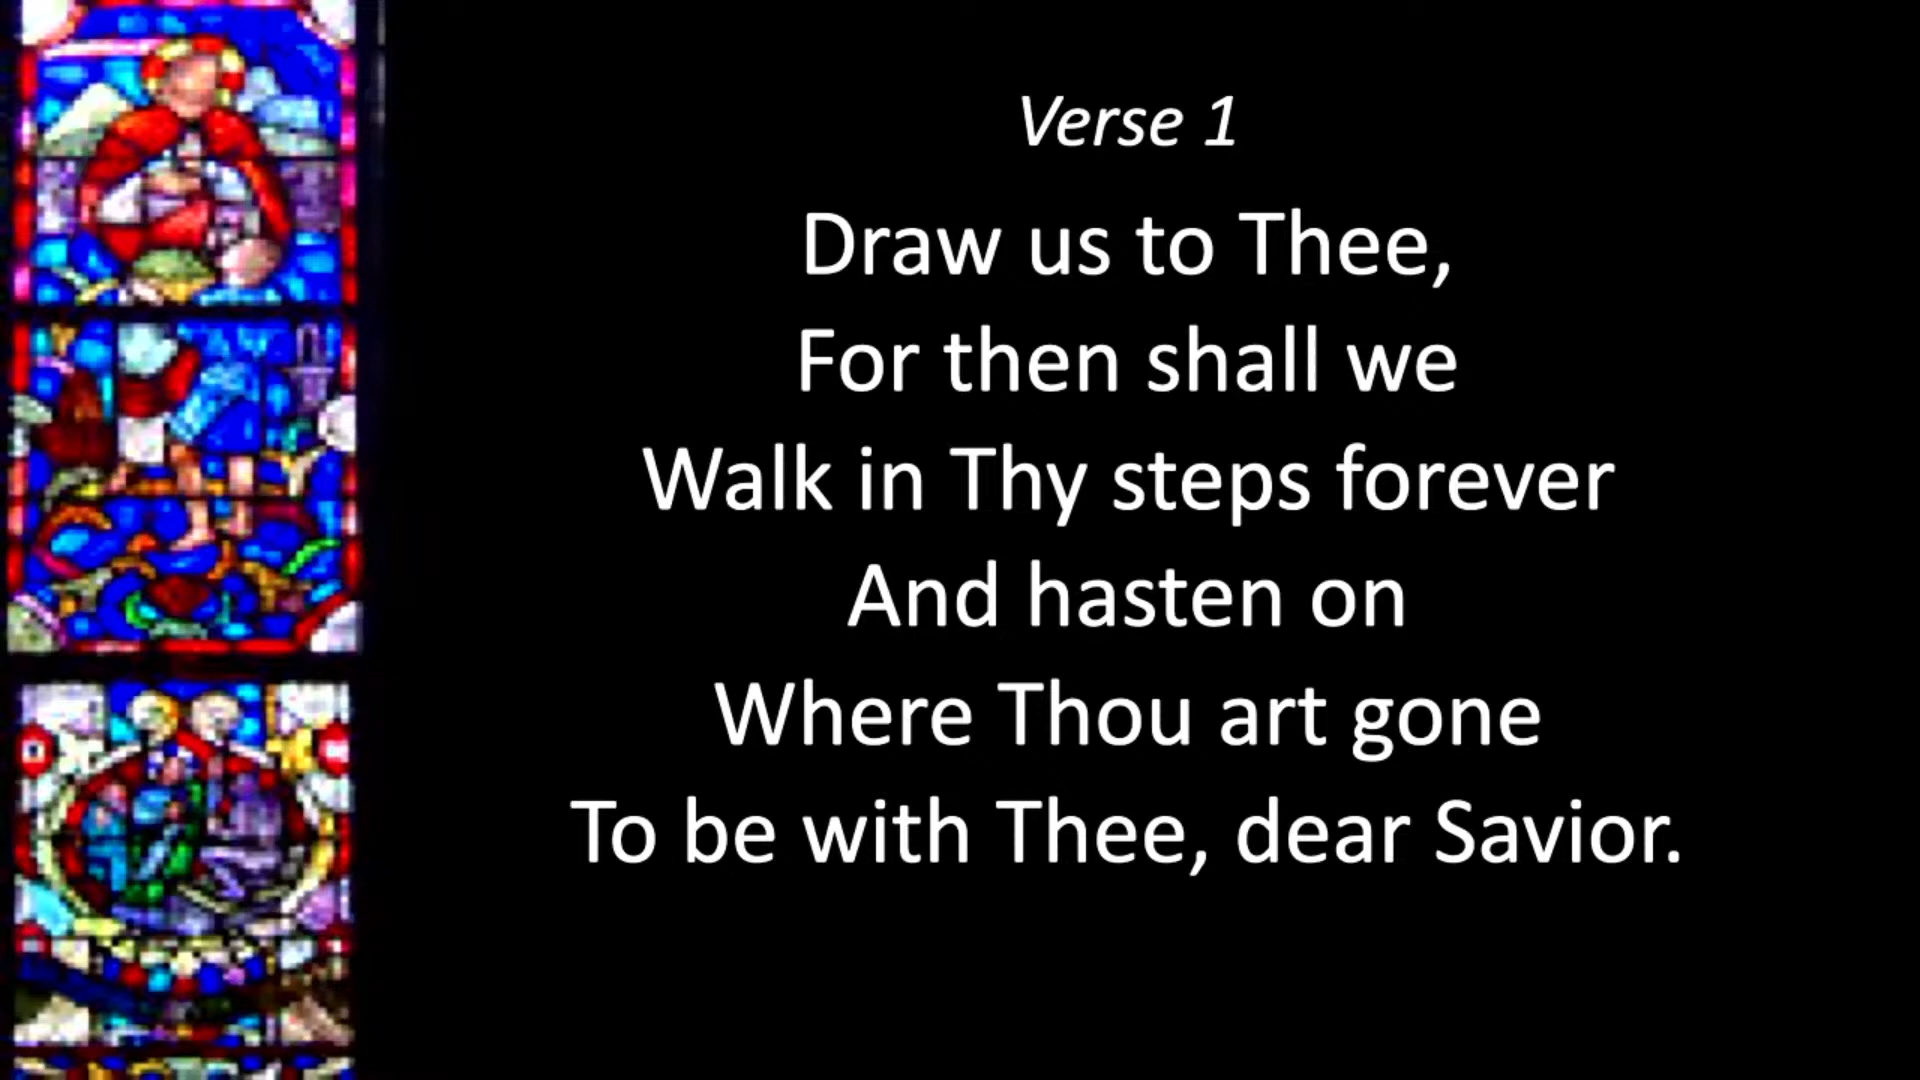 Verse 1
Draw us to Thee,
For then shall we
Walk in Thy steps forever
And hasten on
Where Thou art gone
To be with Thee, dear Savior.